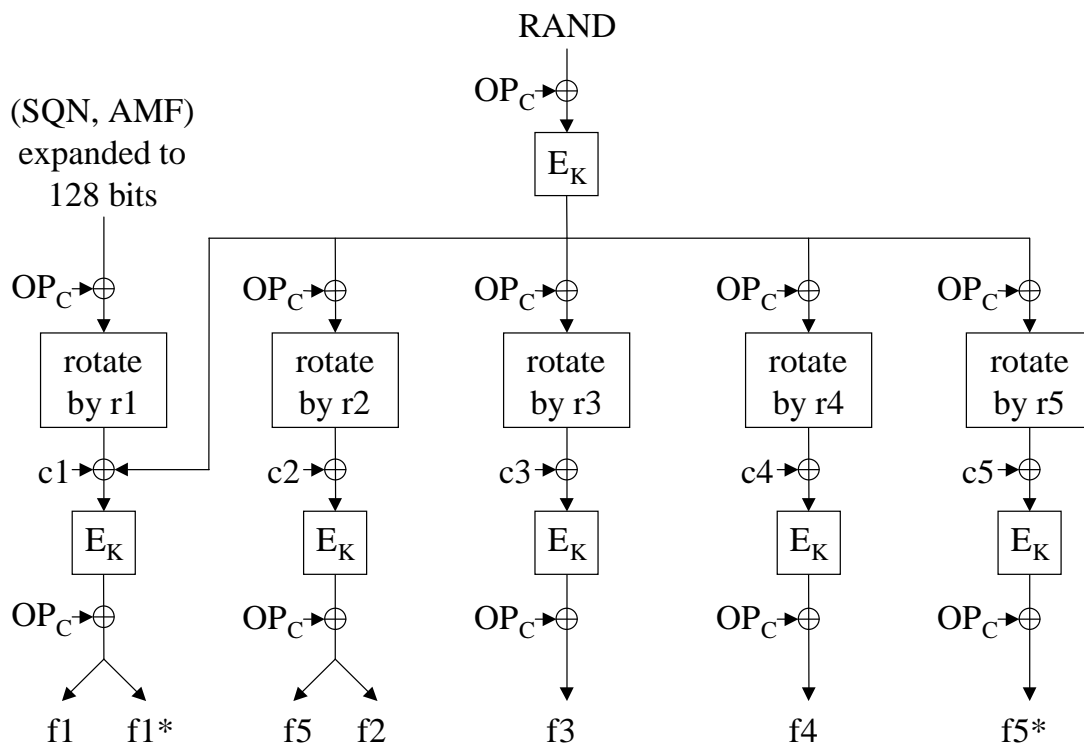 RAND
OP_C
(SQN, AMF)
expanded to
128 bits
E_K
OP_C OP_C OP_C OP_C OP_C
rotate rotate rotate rotate rotate
by r1 by r2 by r3 by r4 by r5
c1 c2 c3 c4 c5
E_K E_K E_K E_K E_K
OP_C OP_C OP_C OP_C OP_C
f1 f1* f5 f2 f3 f4 f5*